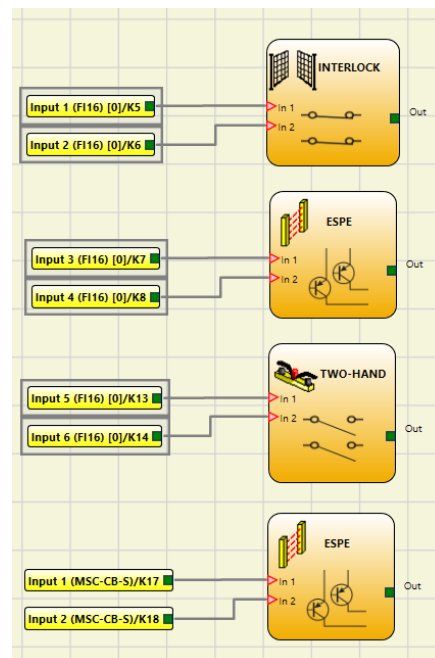 INTERLOCK
Input 1 (FI16) [0]/K5
In 1
Out
Input 2 (FI16) [0]/K6
In 2
ESPE
Input 3 (FI16) [0]/K7
In 1
Out
Input 4 (FI16) [0]/K8
In 2
TWO-HAND
Input 5 (FI16) [0]/K13
In 1
Input 6 (FI16) [0]/K14
In 2
Out
ESPE
Input 1 (MSC-CB-S)/K17
In 1
Out
Input 2 (MSC-CB-S)/K18
In 2